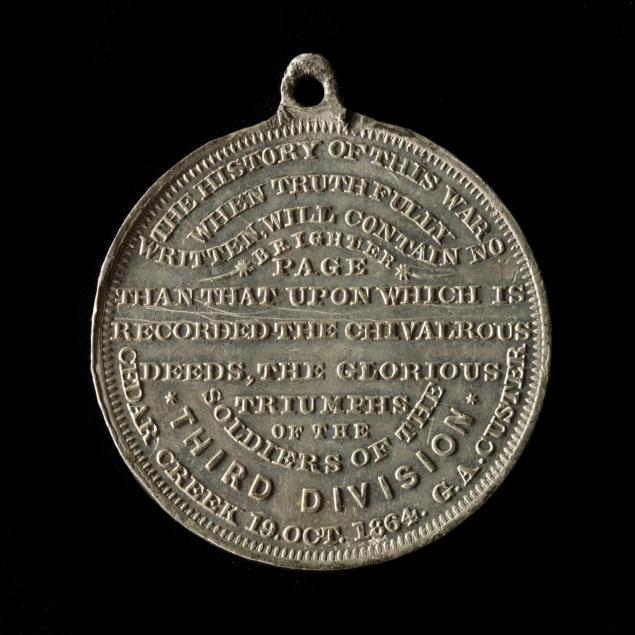 THE HISTORY OF THIS WAR
WHEN TRUTHFULLY
WRITTEN, WILL CONTAIN NO
BRIGHTER
PAGE
THAN THAT UPON WHICH IS
RECORDED THE CHIVALROUS
DEEDS, THE GLORIOUS
TRIUMPHS
OF THE
SOLDIERS OF THE
* THIRD DIVISION *
CEDAR CREEK 19. OCT. 1864. G. A. CUSTER